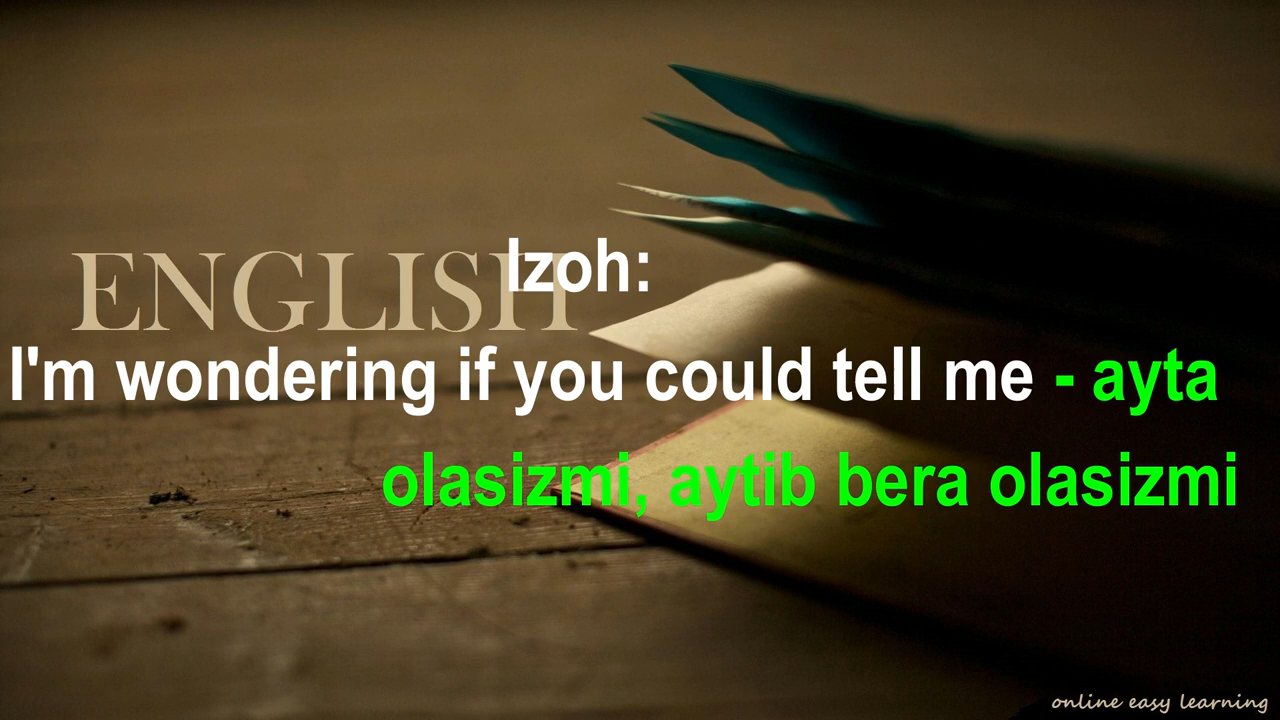 ENGLISH
Izoh:
I'm wondering if you could tell me - ayta
olasizmi, aytib bera olasizmi
online easy learning